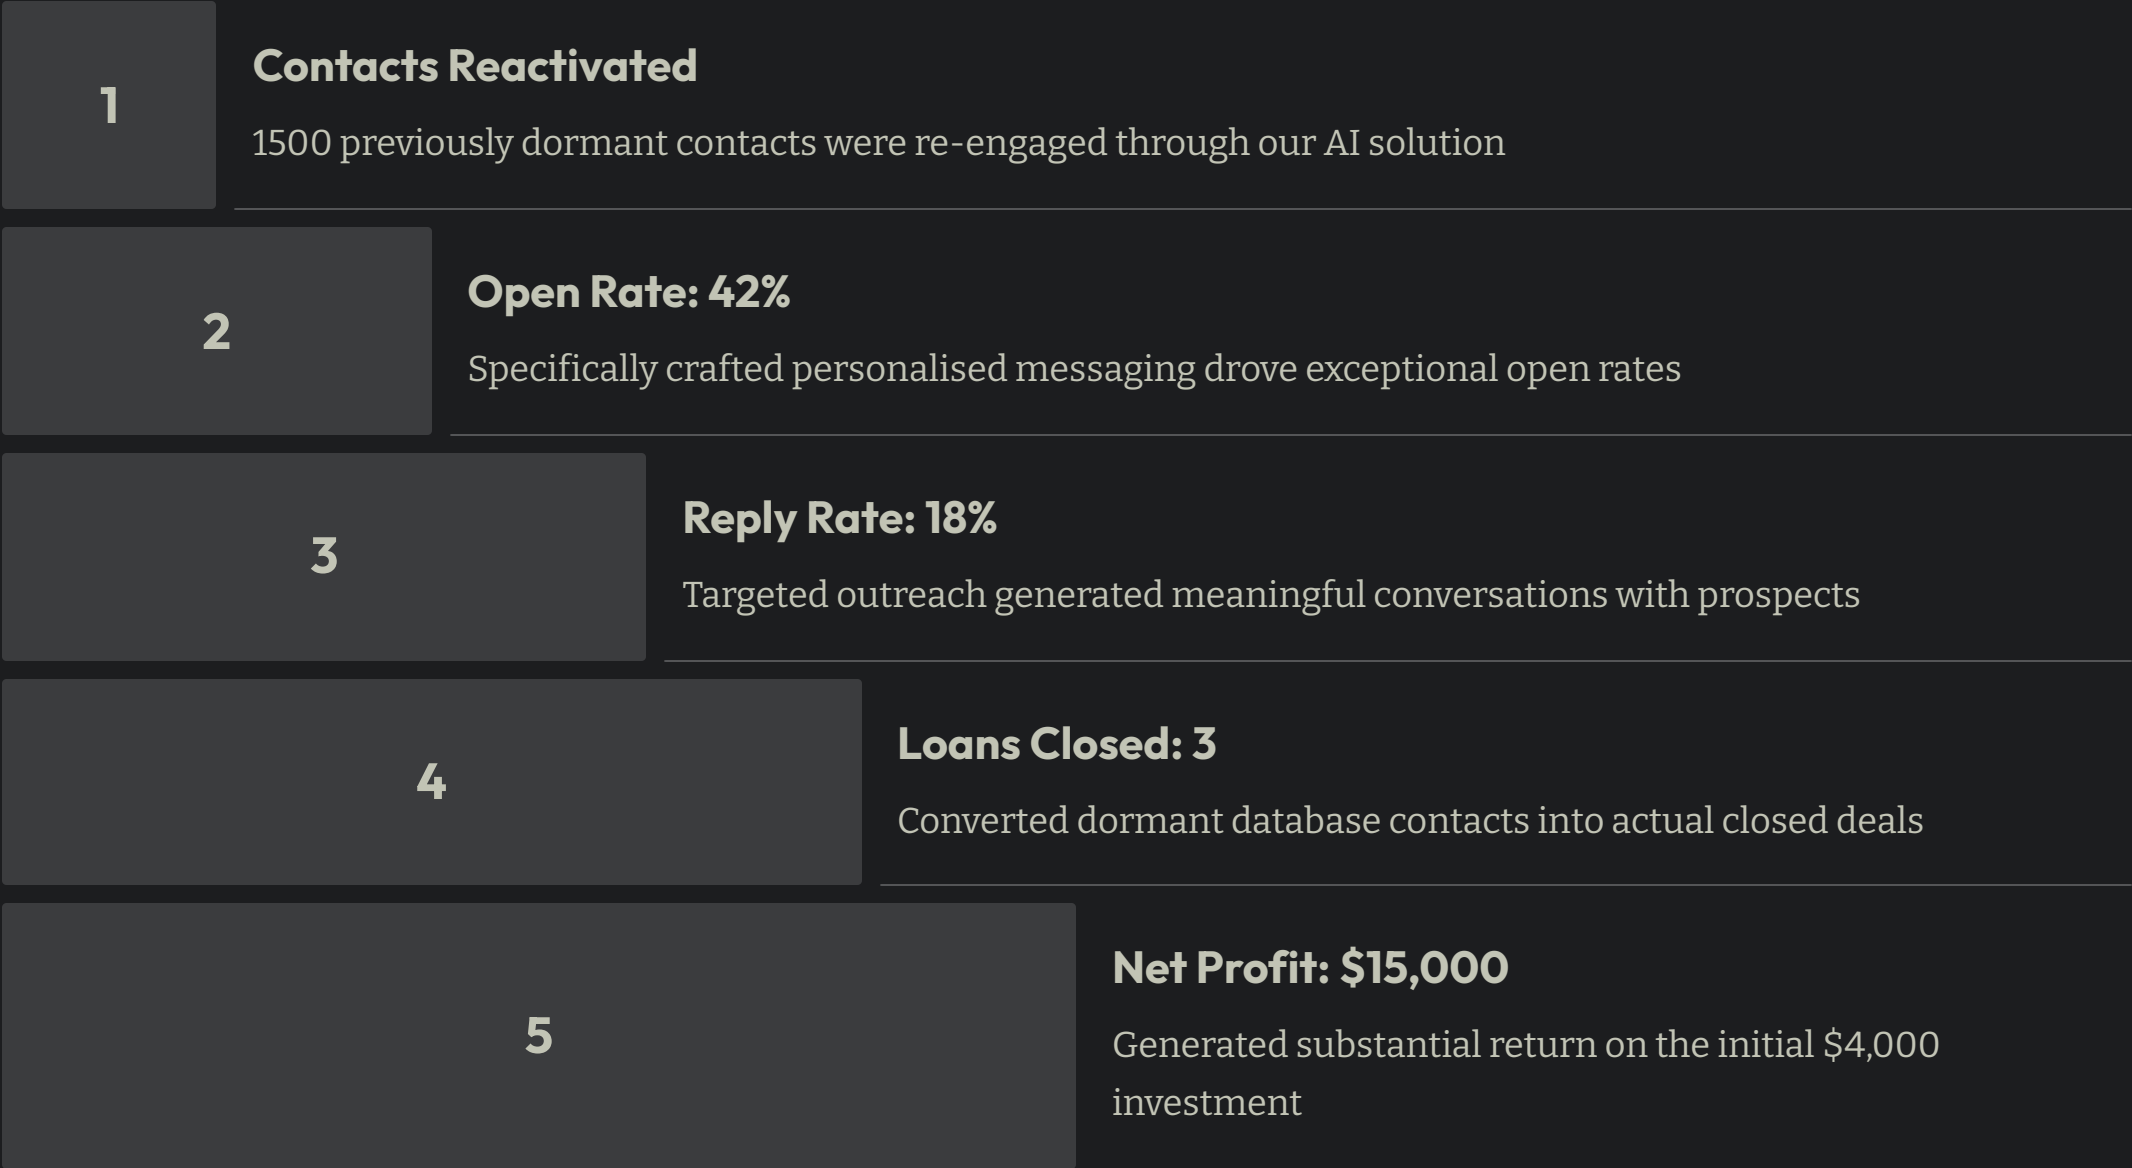 1
Contacts Reactivated
1500 previously dormant contacts were re-engaged through our AI solution
2
Open Rate: 42%
Specifically crafted personalised messaging drove exceptional open rates
3
Reply Rate: 18%
Targeted outreach generated meaningful conversations with prospects
4
Loans Closed: 3
Converted dormant database contacts into actual closed deals
5
Net Profit: $15,000
Generated substantial return on the initial $4,000
investment